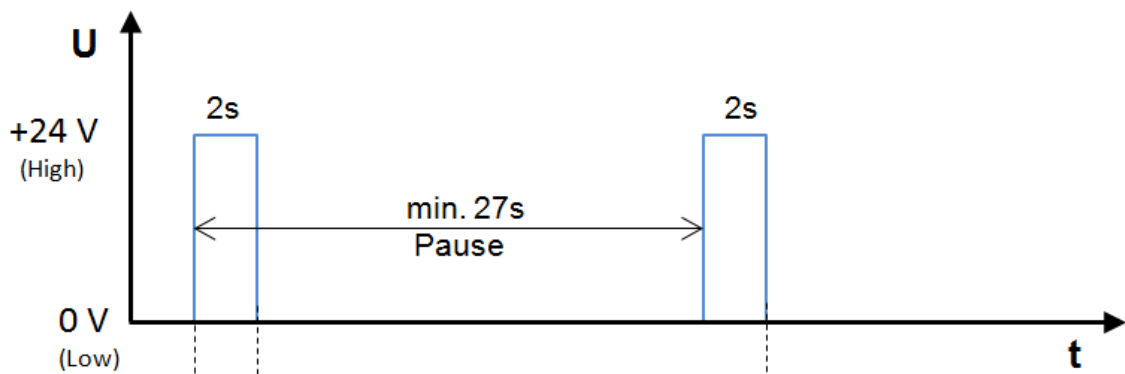 U
2s
2s
+24 V
(High)
min. 27s
Pause
0 V
(Low)
t